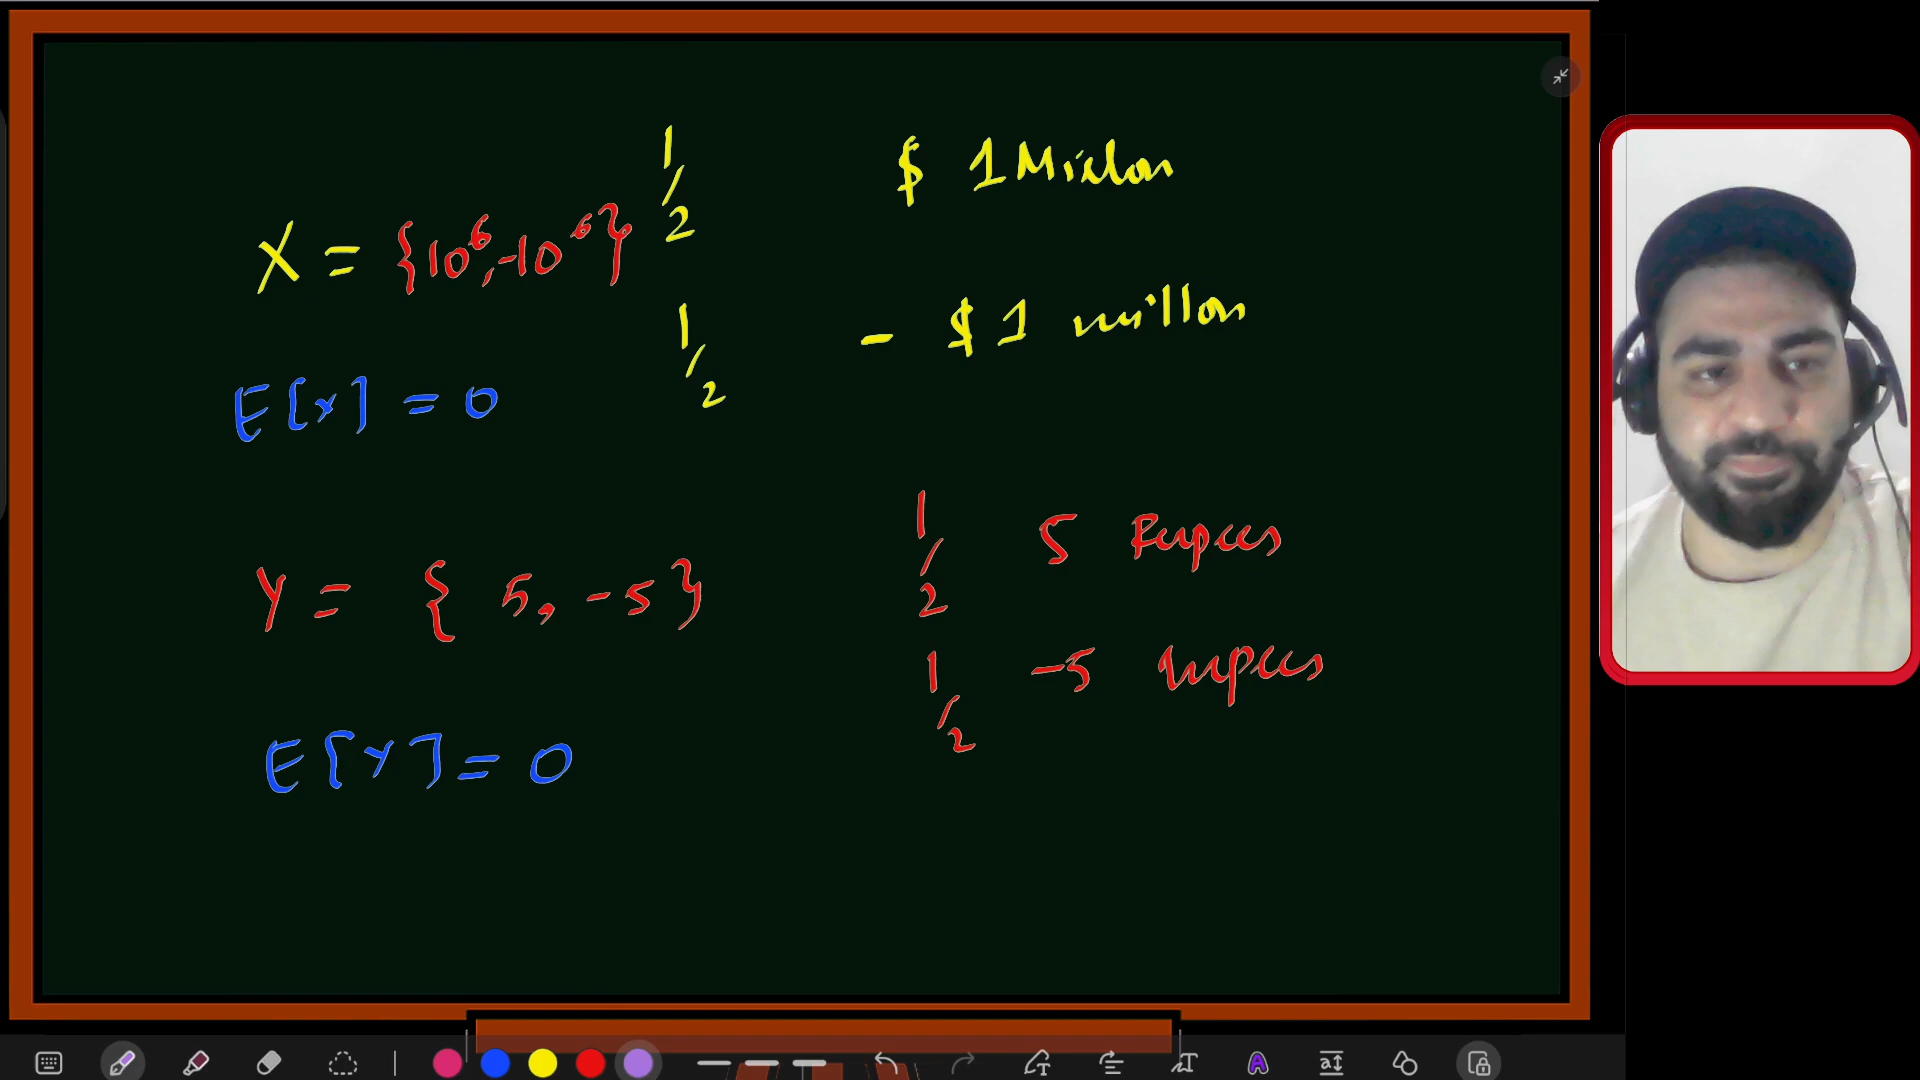 1/2 $ 1 Million
X = {10⁶, -10⁶}
1/2 - $ 1 millon
E[x] = 0
1/2 5 Rupees
Y = { 5, -5 }
1/2 -5 rupees
E[Y] = 0